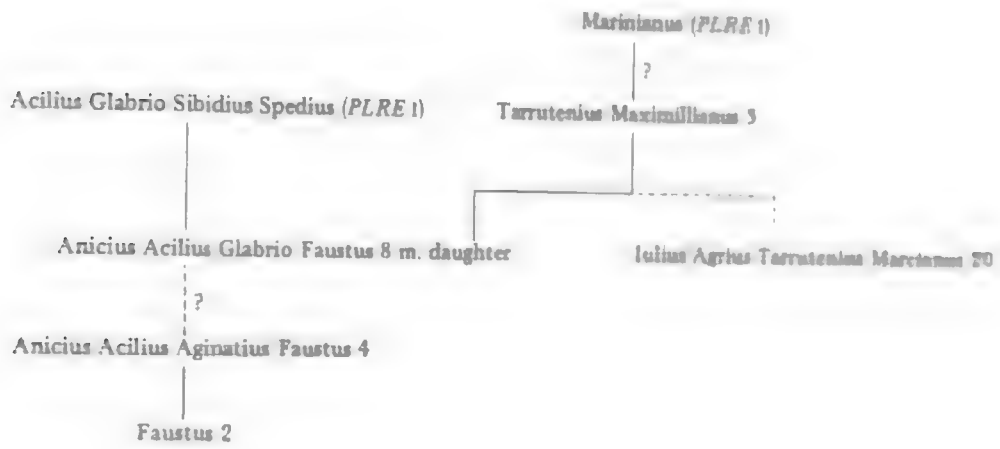 Marinianus (PLRE 1)
?
Acilius Glabrio Sibidius Spedius (PLRE 1)
Tarrutenius Maximilianus 3
Anicius Acilius Glabrio Faustus 8 m. daughter
Iulius Agrius Tarrutenius Marcianus 20
?
Anicius Acilius Aginatius Faustus 4
Faustus 2